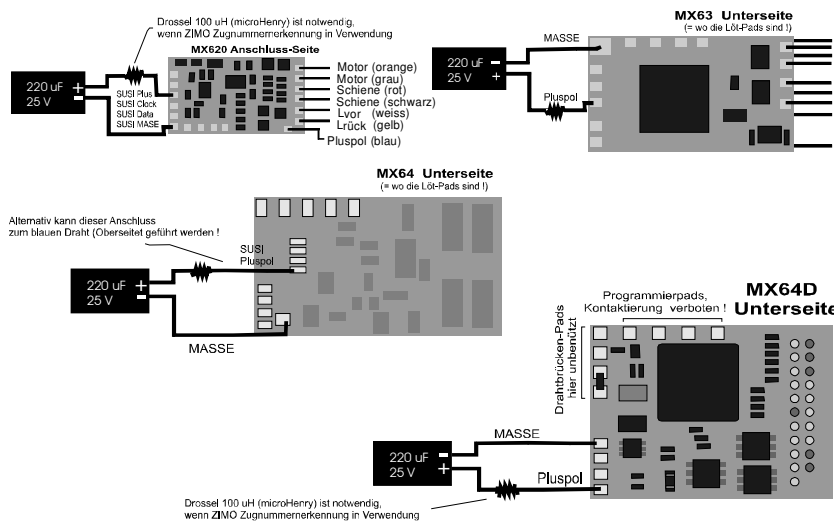 Drossel 100 uH (microHenry) ist notwendig,
wenn ZIMO Zugnummernerkennung in Verwendung
MX620 Anschluss-Seite
220 uF +
25 V -
SUSI Plus
SUSI Clock
SUSI Data
SUSI MASE
Motor (orange)
Motor (grau)
Schiene (rot)
Schiene (schwarz)
Lvor (weiss)
Lrück (gelb)
Pluspol (blau)
MX63 Unterseite
(= wo die Löt-Pads sind !)
MASSE
220 uF -
25 V +
Pluspol
MX64 Unterseite
(= wo die Löt-Pads sind !)
Alternativ kann dieser Anschluss
zum blauen Draht (Oberseitet geführt werden !
SUSI
Pluspol
220 uF +
25 V -
MASSE
MX64D
Unterseite
Programmierpads,
Kontaktierung verboten !
Drahtbrücken-Pads
hier unbenützt
MASSE
220 uF -
25 V +
Pluspol
Drossel 100 uH (microHenry) ist notwendig,
wenn ZIMO Zugnummernerkennung in Verwendung